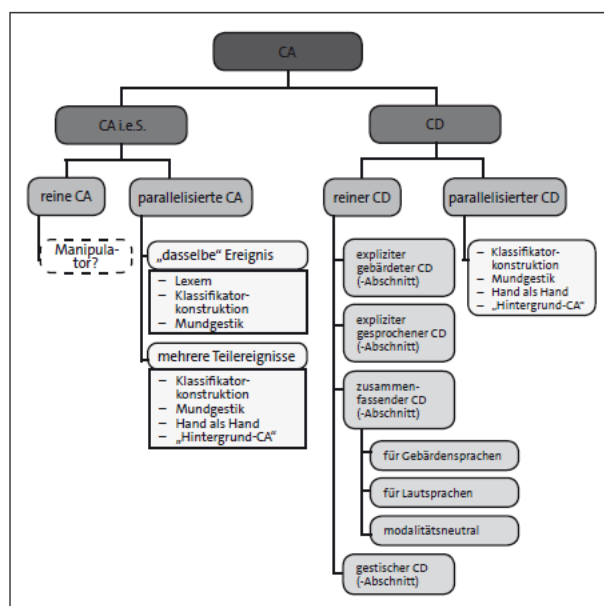 CA
CA i.e.S.
CD
reine CA
parallelisierte CA
reiner CD
parallelisierter CD
Manipula-
tor?
„dasselbe“ Ereignis
– Lexem
– Klassifikator-
konstruktion
– Mundgestik
mehrere Teilereignisse
– Klassifikator-
konstruktion
– Mundgestik
– Hand als Hand
– „Hintergrund-CA“
expliziter
gebärdeter CD
(-Abschnitt)
expliziter
gesprochener CD
(-Abschnitt)
zusammen-
fassender CD
(-Abschnitt)
für Gebärdensprachen
für Lautsprachen
modalitätsneutral
gestischer CD
(-Abschnitt)
– Klassifikator-
konstruktion
– Mundgestik
– Hand als Hand
– „Hintergrund-CA“